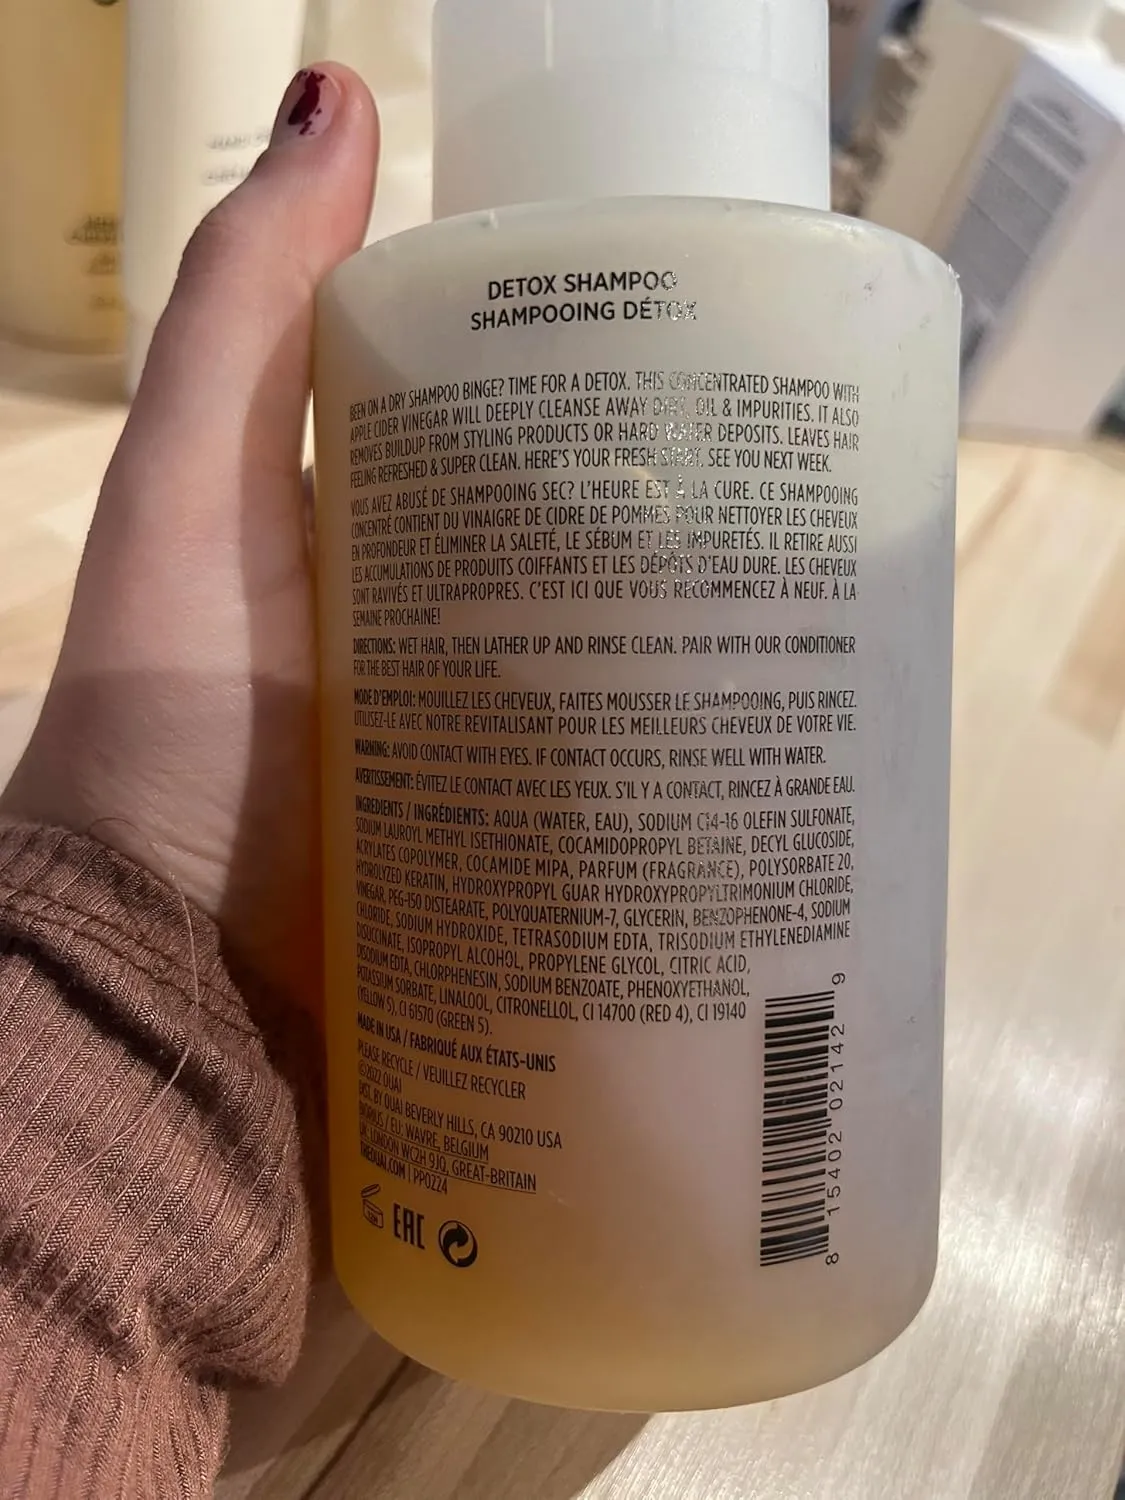 DETOX SHAMPOO
SHAMPOOING DÉTOX
BEEN ON A DRY SHAMPOO BINGE? TIME FOR A DETOX. THIS CONCENTRATED SHAMPOO WITH
APPLE CIDER VINEGAR WILL DEEPLY CLEANSE AWAY DIRT, OIL & IMPURITIES. IT ALSO
REMOVES BUILDUP FROM STYLING PRODUCTS OR HARD WATER DEPOSITS. LEAVES HAIR
FEELING REFRESHED & SUPER CLEAN. HERE'S YOUR FRESH START, SEE YOU NEXT WEEK.
VOUS AVEZ ABUSÉ DE SHAMPOOING SEC? L'HEURE EST À LA CURE. CE SHAMPOOING
CONCENTRÉ CONTIENT DU VINAIGRE DE CIDRE DE POMMES POUR NETTOYER LES CHEVEUX
EN PROFONDEUR ET ÉLIMINER LA SALETÉ, LE SÉBUM ET LES IMPURETÉS. IL RETIRE AUSSI
LES ACCUMULATIONS DE PRODUITS COIFFANTS ET LES DÉPÔTS D'EAU DURE. LES CHEVEUX
SONT RAVIVÉS ET ULTRAPROPRES. C'EST ICI QUE VOUS RECOMMENCEZ À NEUF. À LA
SEMAINE PROCHAINE!
DIRECTIONS: WET HAIR, THEN LATHER UP AND RINSE CLEAN. PAIR WITH OUR CONDITIONER
FOR THE BEST HAIR OF YOUR LIFE.
MODE D'EMPLOI: MOUILLEZ LES CHEVEUX, FAITES MOUSSER LE SHAMPOOING, PUIS RINCEZ.
UTILISEZ-LE AVEC NOTRE REVITALISANT POUR LES MEILLEURS CHEVEUX DE VOTRE VIE.
WARNING: AVOID CONTACT WITH EYES. IF CONTACT OCCURS, RINSE WELL WITH WATER.
AVERTISSEMENT: ÉVITEZ LE CONTACT AVEC LES YEUX. S'IL Y A CONTACT, RINCEZ À GRANDE EAU.
INGREDIENTS / INGRÉDIENTS: AQUA (WATER, EAU), SODIUM C14-16 OLEFIN SULFONATE,
SODIUM LAUROYL METHYL ISETHIONATE, COCAMIDOPROPYL BETAINE, DECYL GLUCOSIDE,
ACRYLATES COPOLYMER, COCAMIDE MIPA, PARFUM (FRAGRANCE), POLYSORBATE 20,
HYDROLYZED KERATIN, HYDROXYPROPYL GUAR HYDROXYPROPYLTRIMONIUM CHLORIDE,
VINEGAR, PEG-150 DISTEARATE, POLYQUATERNIUM-7, GLYCERIN, BENZOPHENONE-4, SODIUM
CHLORIDE, SODIUM HYDROXIDE, TETRASODIUM EDTA, TRISODIUM ETHYLENEDIAMINE
DISUCCINATE, ISOPROPYL ALCOHOL, PROPYLENE GLYCOL, CITRIC ACID,
DISODIUM EDTA, CHLORPHENESIN, SODIUM BENZOATE, PHENOXYETHANOL,
POTASSIUM SORBATE, LINALOOL, CITRONELLOL, CI 14700 (RED 4), CI 19140
(YELLOW 5), CI 61570 (GREEN 5).
MADE IN USA / FABRIQUÉ AUX ÉTATS-UNIS
PLEASE RECYCLE / VEUILLEZ RECYCLER
©2022 OUAI
DIST. BY OUAI BEVERLY HILLS, CA 90210 USA
BIORIUS / EU: WAVRE, BELGIUM
UK, LONDON WC2H 9JQ, GREAT-BRITAIN
THEOUAI.COM | PP0224
EAC
8 15402 02142 9